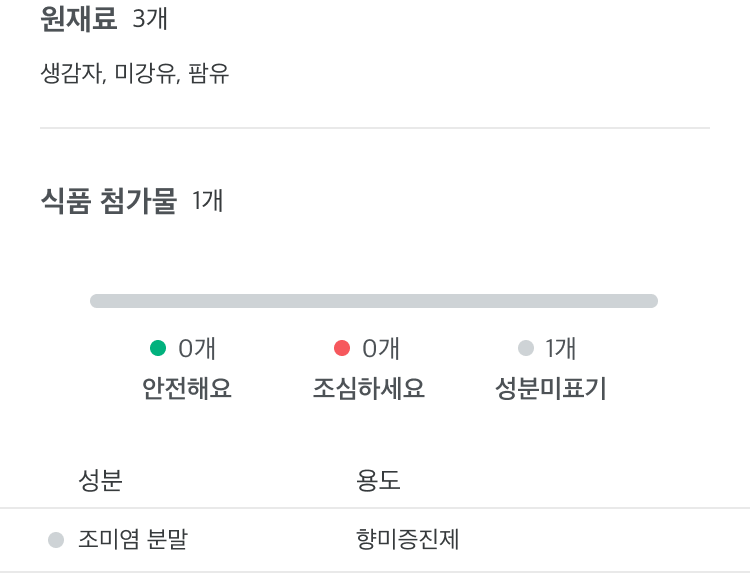 원재료 3개
생감자, 미강유, 팜유
식품 첨가물 1개
0개 0개 1개
안전해요 조심하세요 성분미표기
성분 용도
조미염 분말 향미증진제